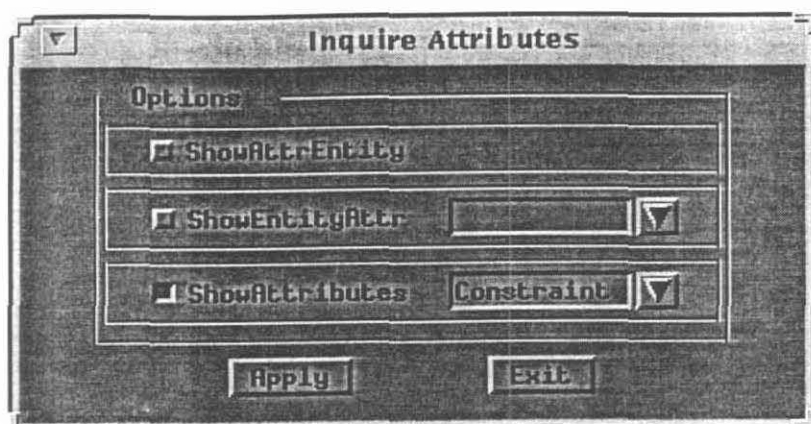 Inquire Attributes
Options
ShowAttrEntity
ShowEntityAttr
ShowAttributes Constraint
Apply Exit